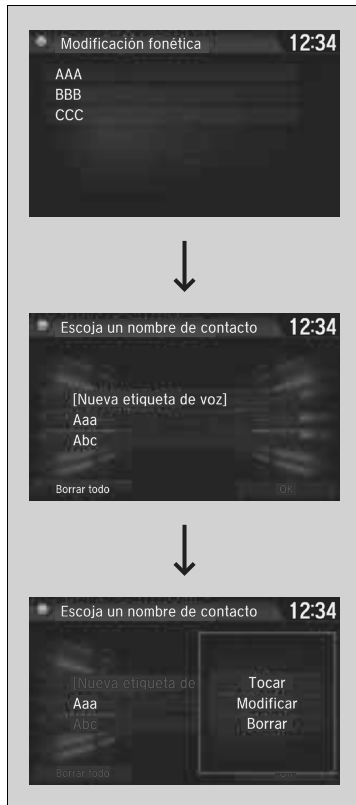 Modificación fonética 12:34
AAA
BBB
CCC
Escoja un nombre de contacto 12:34
[Nueva etiqueta de voz]
Aaa
Abc
Borrar todo OK
Escoja un nombre de contacto 12:34
[Nueva etiqueta de
Aaa
Abc
Tocar
Modificar
Borrar
Borrar todo